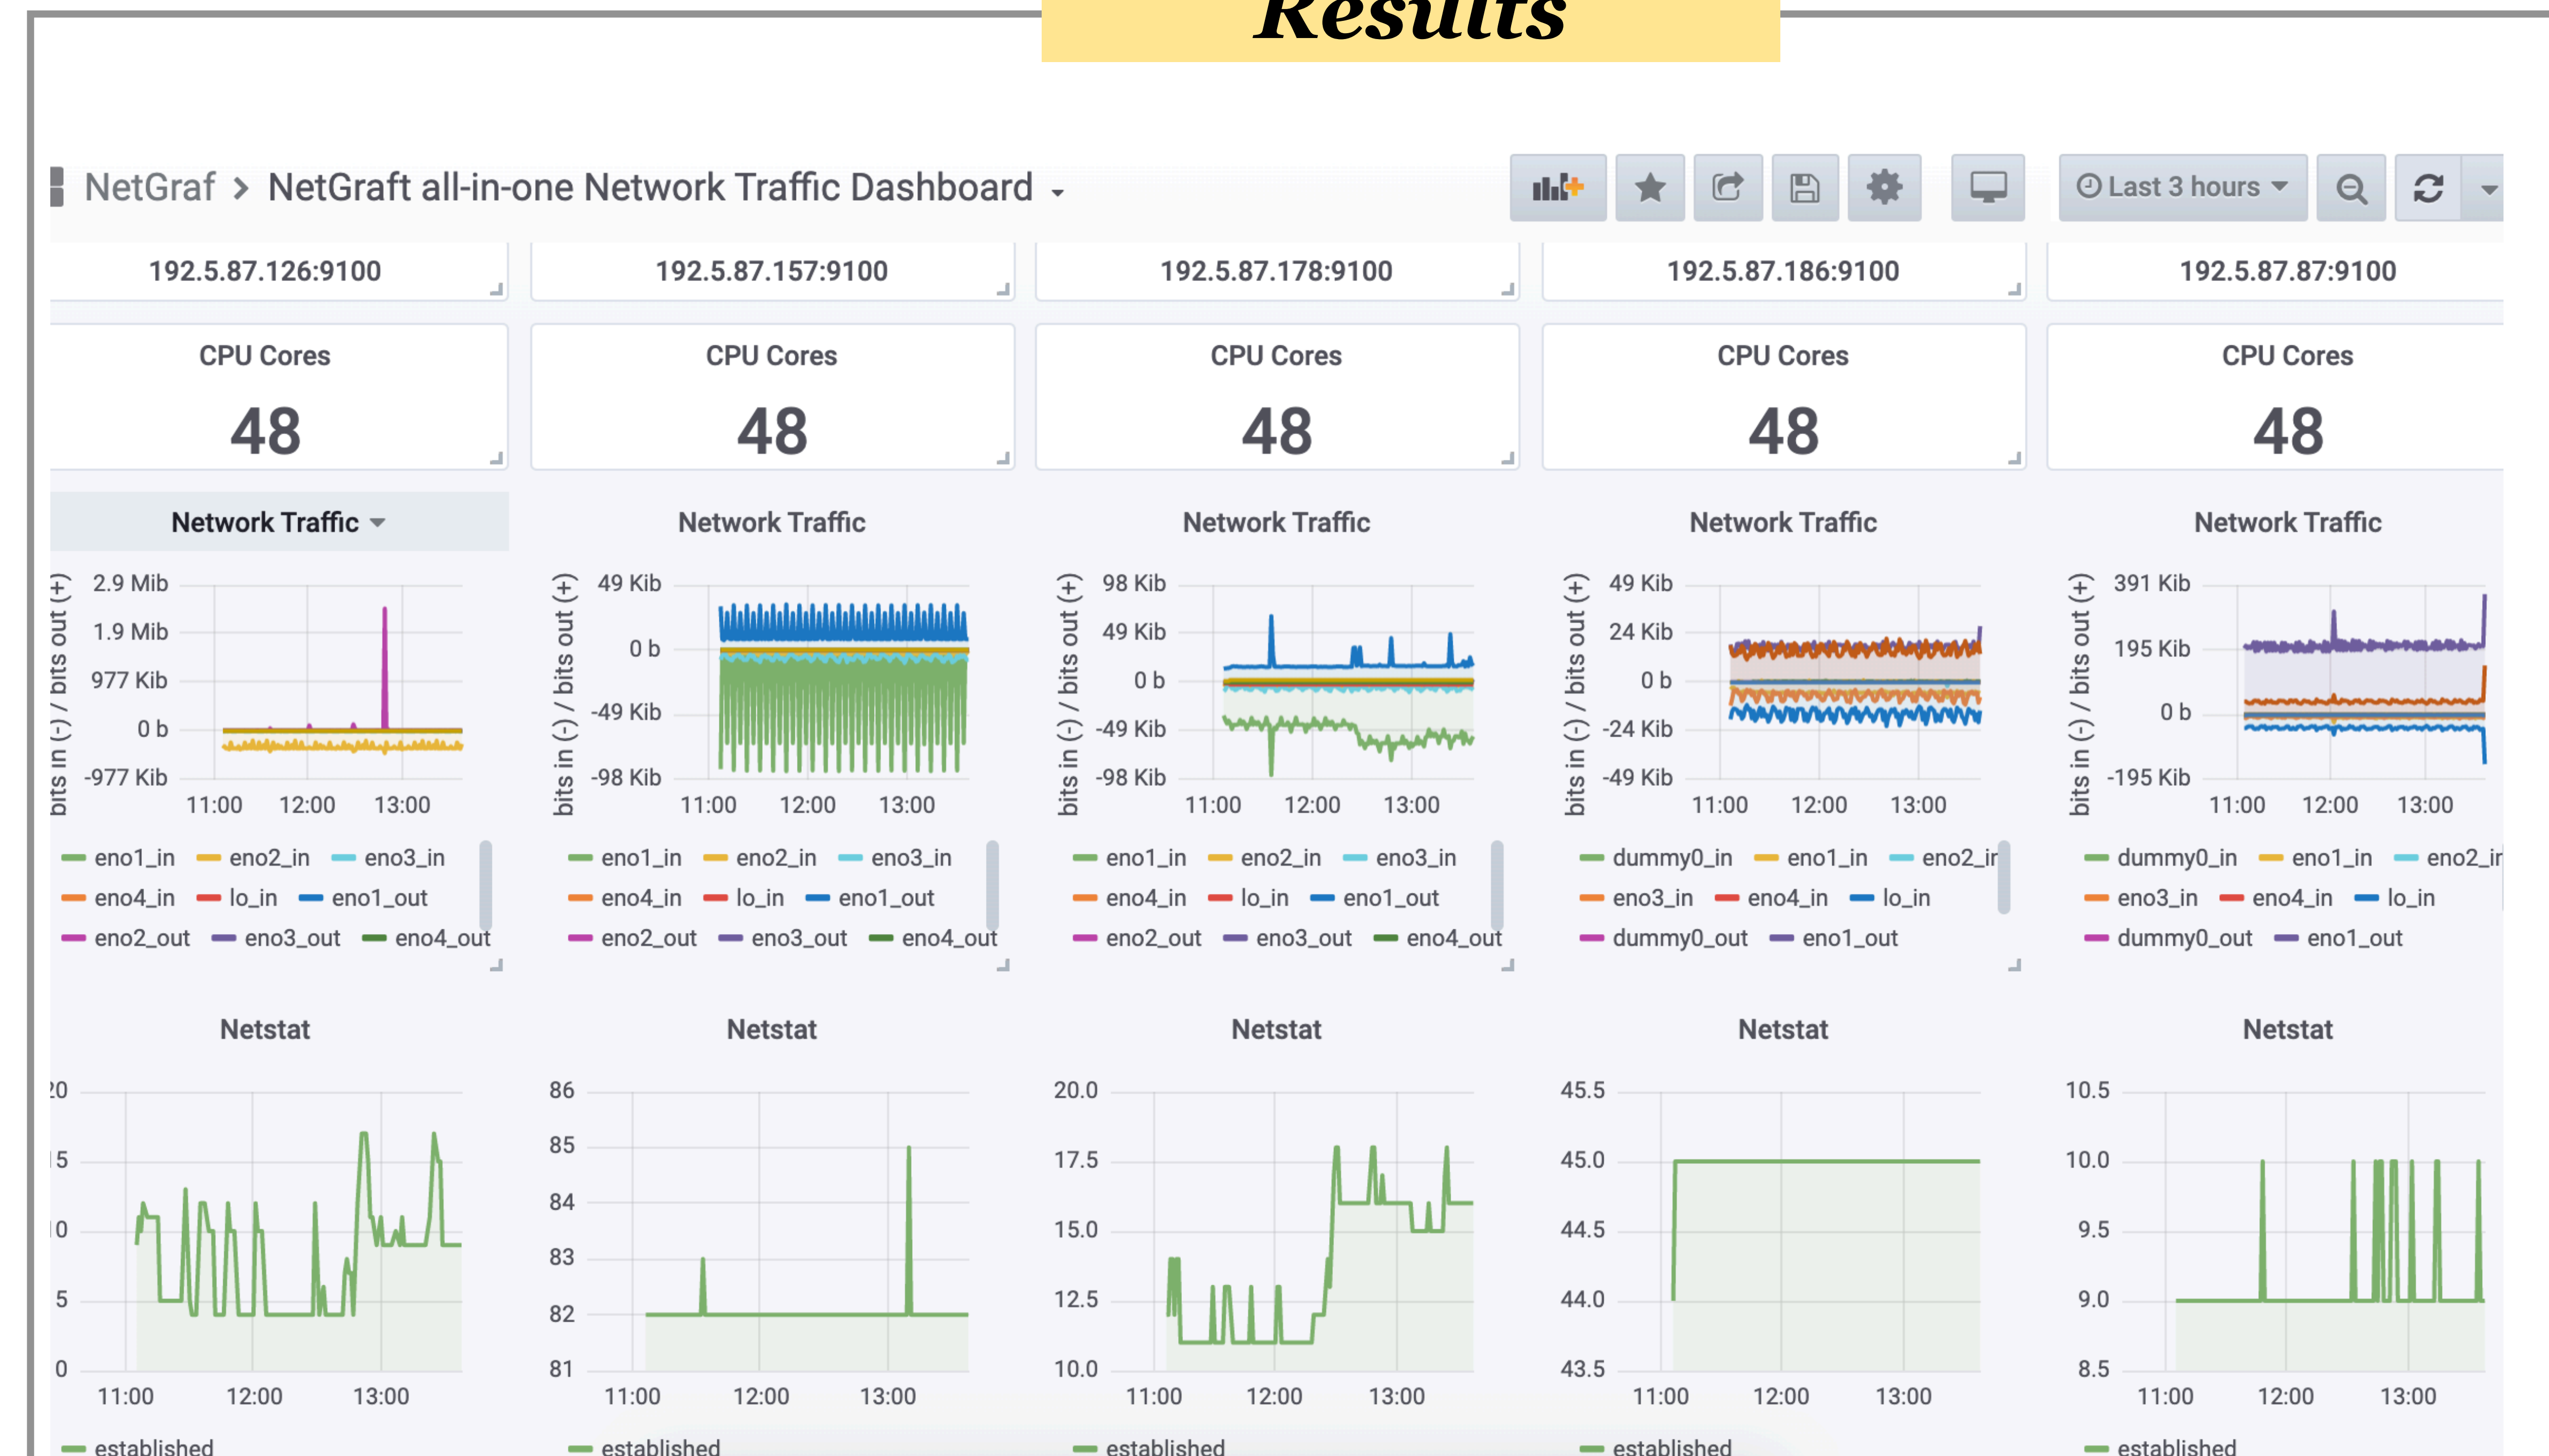 Results
NetGraf > NetGraft all-in-one Network Traffic Dashboard
Last 3 hours
192.5.87.126:9100 192.5.87.157:9100 192.5.87.178:9100 192.5.87.186:9100 192.5.87.87:9100
CPU Cores CPU Cores CPU Cores CPU Cores CPU Cores
48 48 48 48 48
Network Traffic Network Traffic Network Traffic Network Traffic Network Traffic
bits in (-) / bits out (+)
2.9 Mib
1.9 Mib
977 Kib
0 b
-977 Kib
11:00 12:00 13:00
eno1_in eno2_in eno3_in
eno4_in lo_in eno1_out
eno2_out eno3_out eno4_out
bits in (-) / bits out (+)
49 Kib
0 b
-49 Kib
-98 Kib
11:00 12:00 13:00
eno1_in eno2_in eno3_in
eno4_in lo_in eno1_out
eno2_out eno3_out eno4_out
bits in (-) / bits out (+)
98 Kib
49 Kib
0 b
-49 Kib
-98 Kib
11:00 12:00 13:00
eno1_in eno2_in eno3_in
eno4_in lo_in eno1_out
eno2_out eno3_out eno4_out
bits in (-) / bits out (+)
49 Kib
24 Kib
0 b
-24 Kib
-49 Kib
11:00 12:00 13:00
dummy0_in eno1_in eno2_in
eno3_in eno4_in lo_in
dummy0_out eno1_out
bits in (-) / bits out (+)
391 Kib
195 Kib
0 b
-195 Kib
11:00 12:00 13:00
dummy0_in eno1_in eno2_in
eno3_in eno4_in lo_in
dummy0_out eno1_out
Netstat Netstat Netstat Netstat Netstat
20
15
10
5
0
11:00 12:00 13:00
established
86
85
84
83
82
81
11:00 12:00 13:00
established
20.0
17.5
15.0
12.5
10.0
11:00 12:00 13:00
established
45.5
45.0
44.5
44.0
43.5
11:00 12:00 13:00
established
10.5
10.0
9.5
9.0
8.5
11:00 12:00 13:00
established